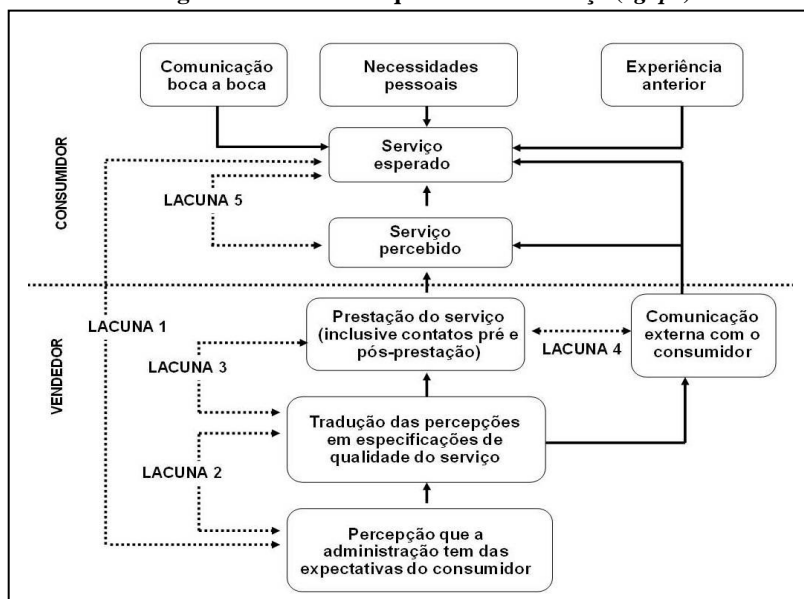 Comunicação
boca a boca
Necessidades
pessoais
Experiência
anterior
Serviço
esperado
LACUNA 5
Serviço
percebido
CONSUMIDOR
VENDEDOR
LACUNA 1
Prestação do serviço
(inclusive contatos pré e
pós-prestação)
LACUNA 4
Comunicação
externa com o
consumidor
LACUNA 3
Tradução das percepções
em especificações de
qualidade do serviço
LACUNA 2
Percepção que a
administração tem das
expectativas do consumidor